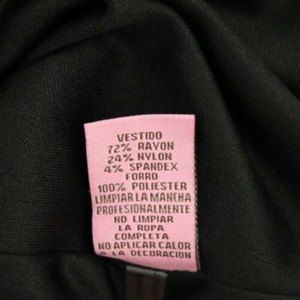 VESTIDO
72% RAYON
24% NYLON
4% SPANDEX
FORRO
100% POLIESTER
LIMPIAR LA MANCHA
PROFESIONALMENTE
NO LIMPIAR
LA ROPA
COMPLETA
NO APLICAR CALOR
A LA DECORACION